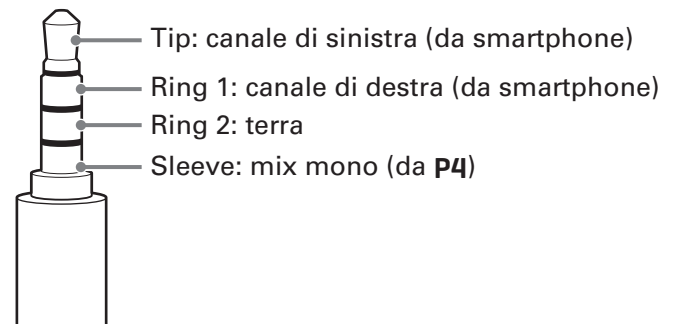 Tip: canale di sinistra (da smartphone)
Ring 1: canale di destra (da smartphone)
Ring 2: terra
Sleeve: mix mono (da P4)